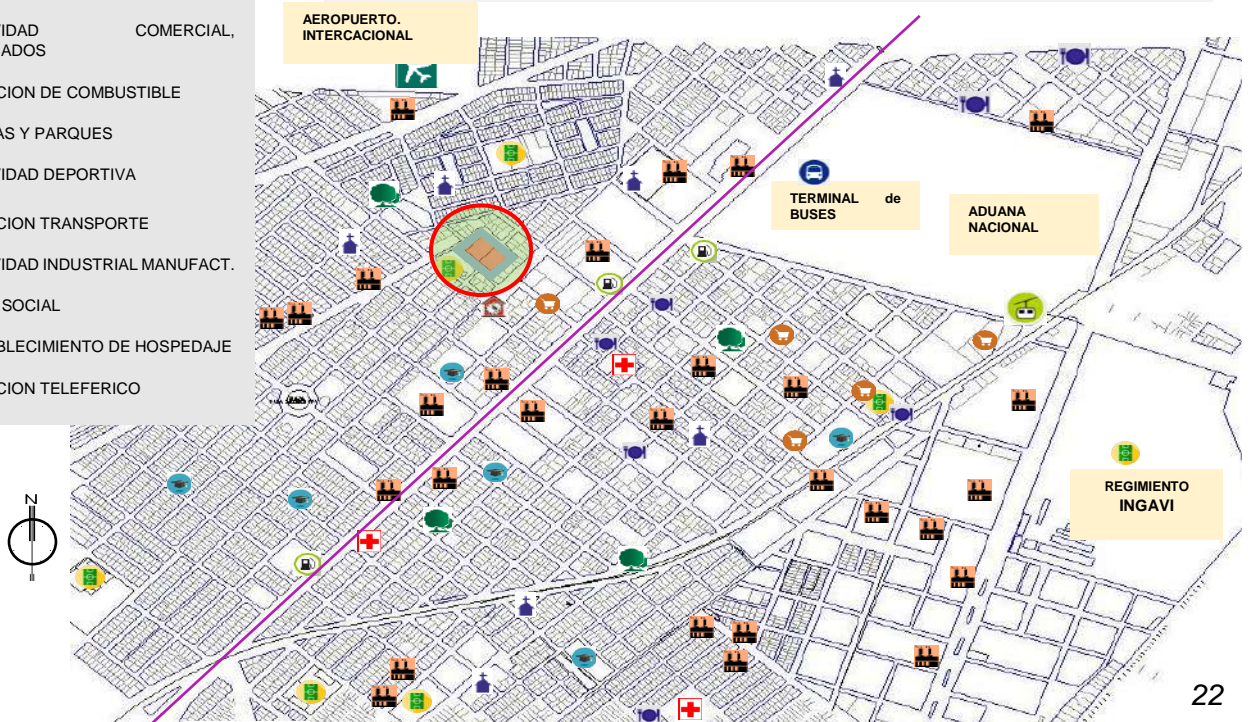 IDAD COMERCIAL,
ADOS
CION DE COMBUSTIBLE
AS Y PARQUES
IDAD DEPORTIVA
CION TRANSPORTE
IDAD INDUSTRIAL MANUFACT.
SOCIAL
BLECIMIENTO DE HOSPEDAJE
CION TELEFERICO
AEROPUERTO.
INTERCACIONAL
TERMINAL de
BUSES
ADUANA
NACIONAL
REGIMIENTO
INGAVI
N
22